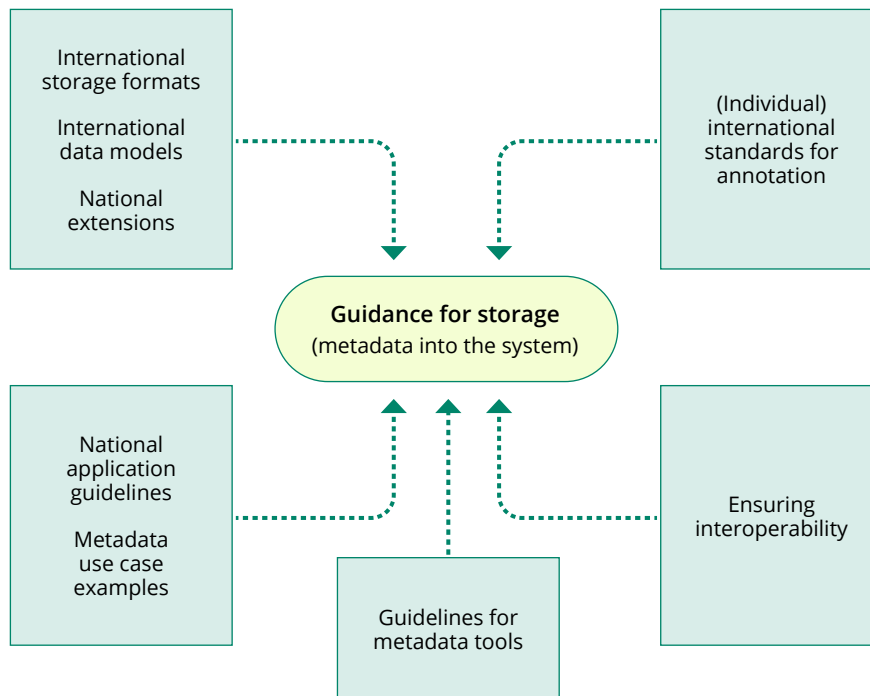 International
storage formats
International
data models
National
extensions
(Individual)
international
standards for
annotation
Guidance for storage
(metadata into the system)
National
application
guidelines
Metadata
use case
examples
Guidelines for
metadata tools
Ensuring
interoperability